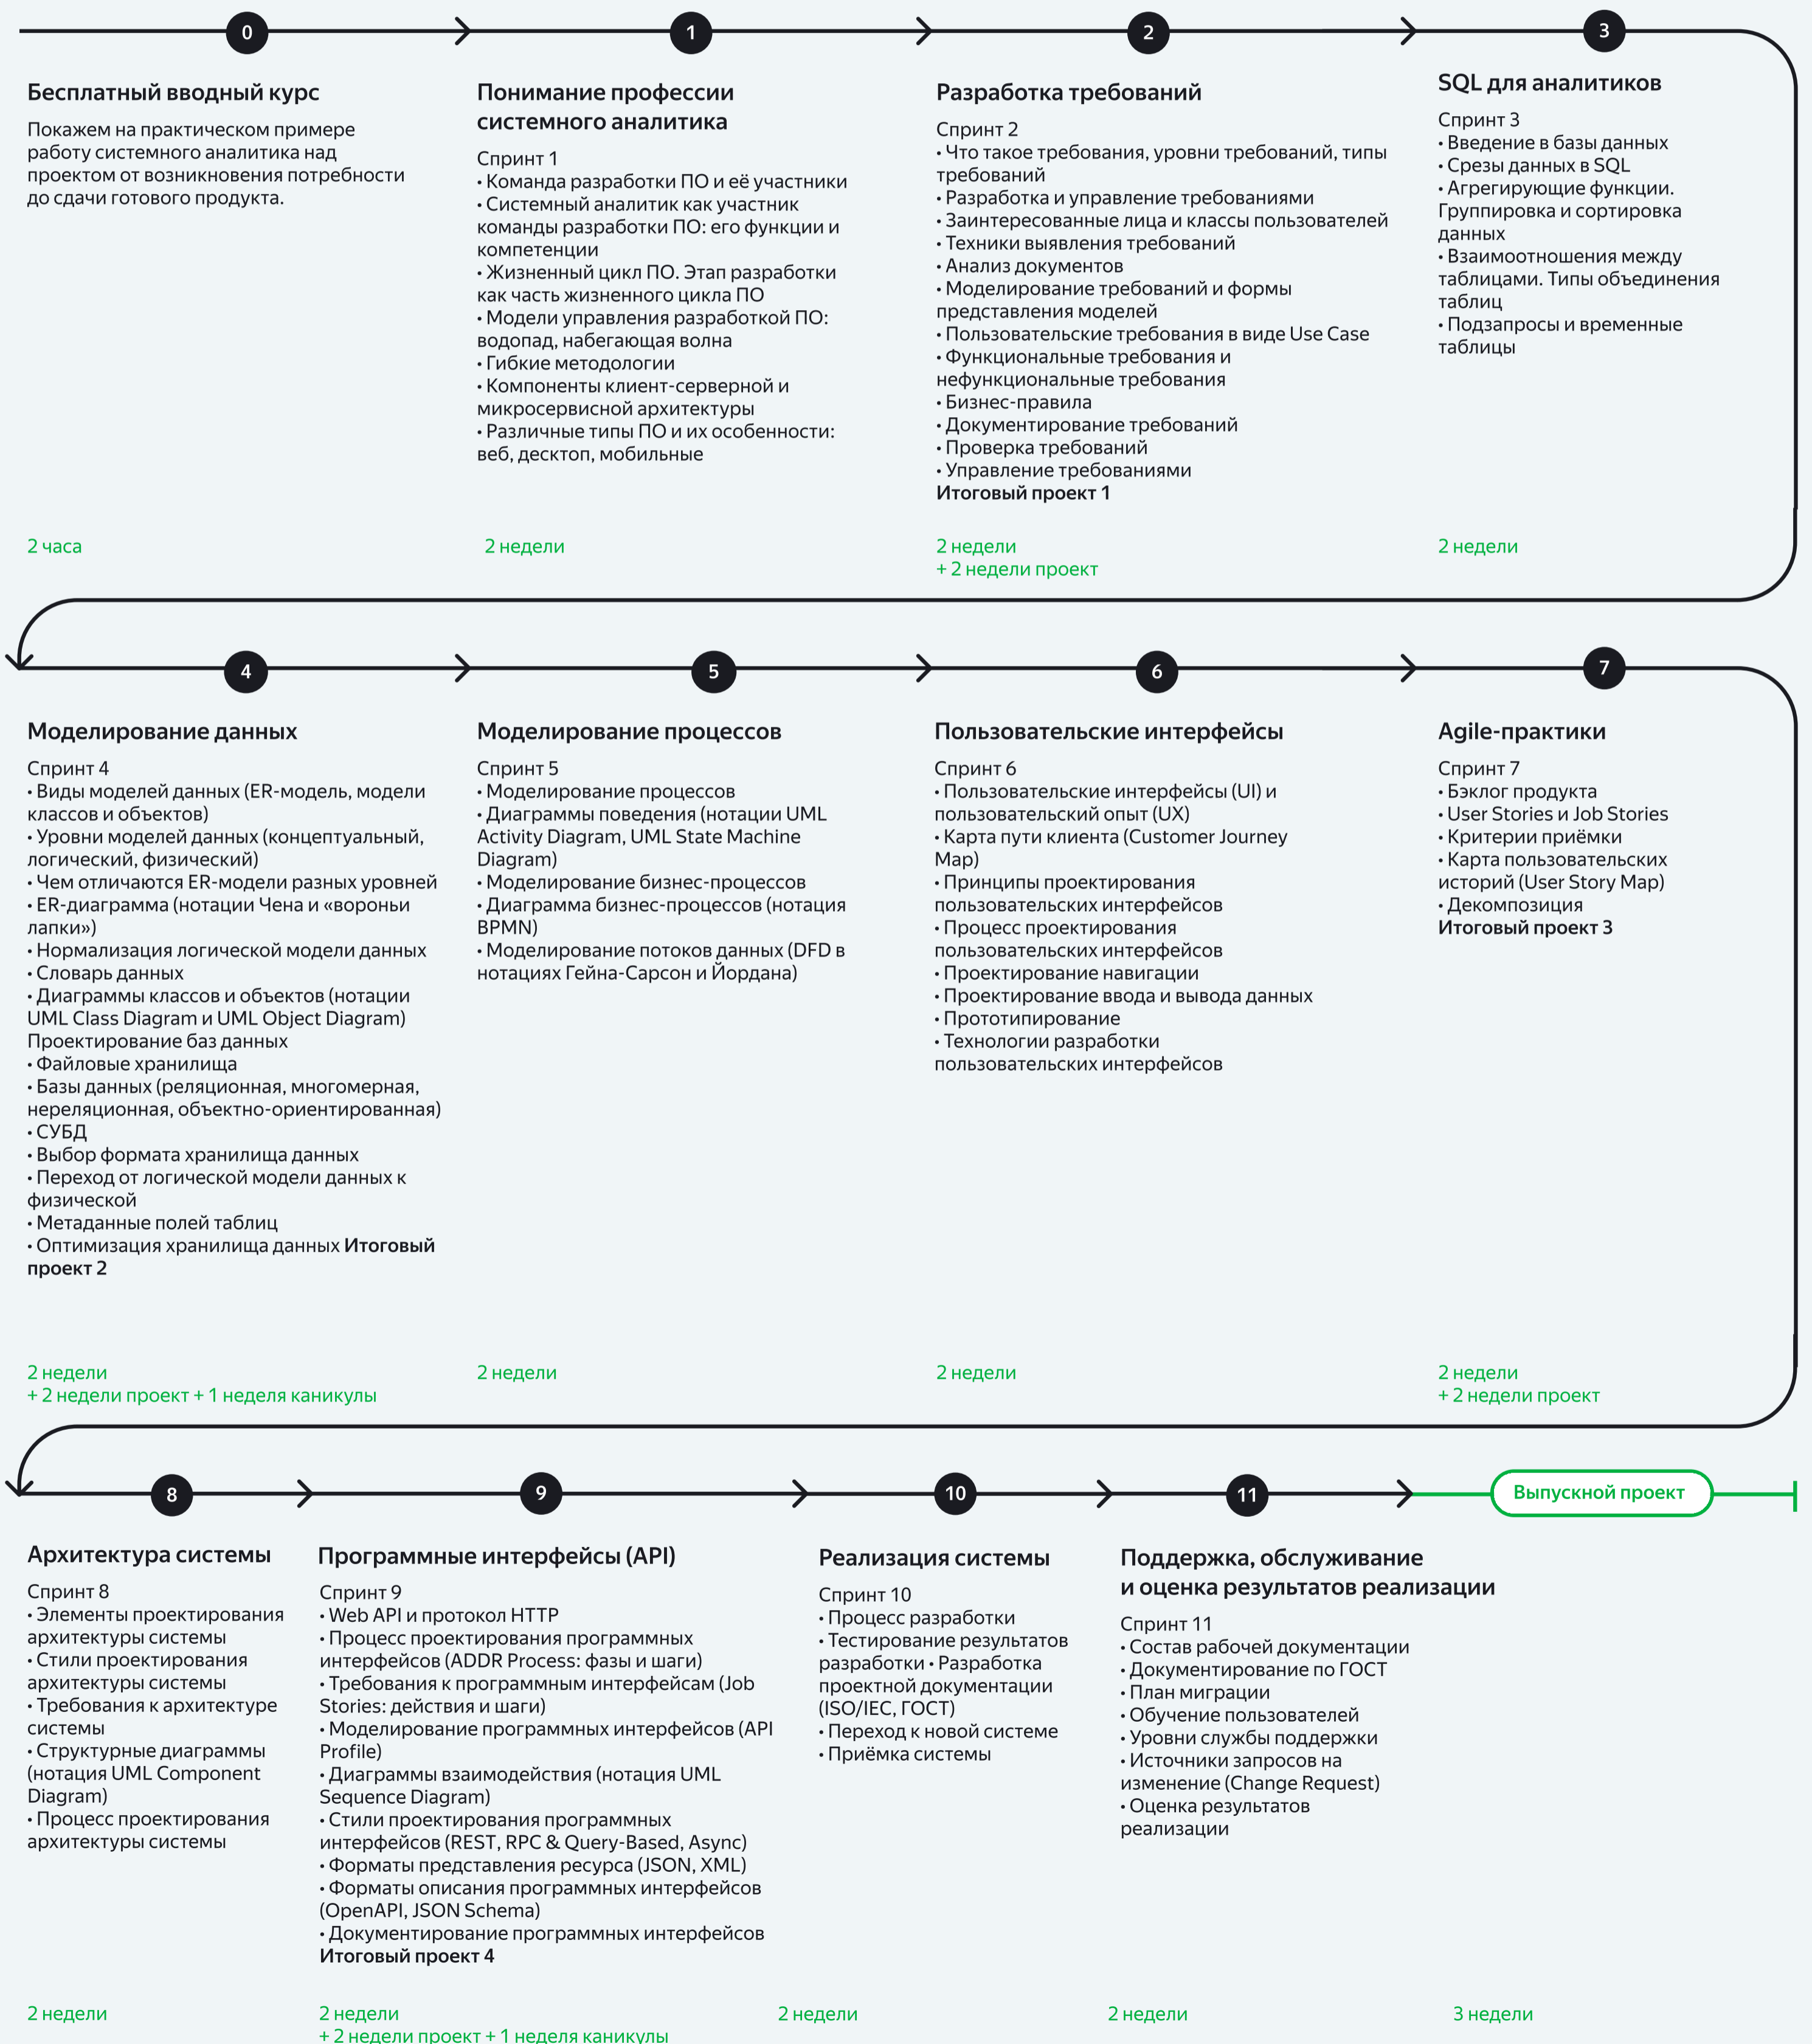 0
Бесплатный вводный курс
Покажем на практическом примере
работу системного аналитика над
проектом от возникновения потребности
до сдачи готового продукта.
2 часа
1
Понимание профессии
системного аналитика
Спринт 1
• Команда разработки ПО и её участники
• Системный аналитик как участник
команды разработки ПО: его функции и
компетенции
• Жизненный цикл ПО. Этап разработки
как часть жизненного цикла ПО
• Модели управления разработкой ПО:
водопад, набегающая волна
• Гибкие методологии
• Компоненты клиент-серверной и
микросервисной архитектуры
• Различные типы ПО и их особенности:
веб, десктоп, мобильные
2 недели
2
Разработка требований
Спринт 2
• Что такое требования, уровни требований, типы
требований
• Разработка и управление требованиями
• Заинтересованные лица и классы пользователей
• Техники выявления требований
• Анализ документов
• Моделирование требований и формы
представления моделей
• Пользовательские требования в виде Use Case
• Функциональные требования и
нефункциональные требования
• Бизнес-правила
• Документирование требований
• Проверка требований
• Управление требованиями
Итоговый проект 1
2 недели
+ 2 недели проект
3
SQL для аналитиков
Спринт 3
• Введение в базы данных
• Срезы данных в SQL
• Агрегирующие функции.
Группировка и сортировка
данных
• Взаимоотношения между
таблицами. Типы объединения
таблиц
• Подзапросы и временные
таблицы
2 недели
4
Моделирование данных
Спринт 4
• Виды моделей данных (ER-модель, модели
классов и объектов)
• Уровни моделей данных (концептуальный,
логический, физический)
• Чем отличаются ER-модели разных уровней
• ER-диаграмма (нотации Чена и «вороньи
лапки»)
• Нормализация логической модели данных
• Словарь данных
• Диаграммы классов и объектов (нотации
UML Class Diagram и UML Object Diagram)
Проектирование баз данных
• Файловые хранилища
• Базы данных (реляционная, многомерная,
нереляционная, объектно-ориентированная)
• СУБД
• Выбор формата хранилища данных
• Переход от логической модели данных к
физической
• Метаданные полей таблиц
• Оптимизация хранилища данных Итоговый
проект 2
2 недели
+ 2 недели проект + 1 неделя каникулы
5
Моделирование процессов
Спринт 5
• Моделирование процессов
• Диаграммы поведения (нотации UML
Activity Diagram, UML State Machine
Diagram)
• Моделирование бизнес-процессов
• Диаграмма бизнес-процессов (нотация
BPMN)
• Моделирование потоков данных (DFD в
нотациях Гейна-Сарсон и Йордана)
2 недели
6
Пользовательские интерфейсы
Спринт 6
• Пользовательские интерфейсы (UI) и
пользовательский опыт (UX)
• Карта пути клиента (Customer Journey
Map)
• Принципы проектирования
пользовательских интерфейсов
• Процесс проектирования
пользовательских интерфейсов
• Проектирование навигации
• Проектирование ввода и вывода данных
• Прототипирование
• Технологии разработки
пользовательских интерфейсов
2 недели
7
Agile-практики
Спринт 7
• Бэклог продукта
• User Stories и Job Stories
• Критерии приёмки
• Карта пользовательских
историй (User Story Map)
• Декомпозиция
Итоговый проект 3
2 недели
+ 2 недели проект
8
Архитектура системы
Спринт 8
• Элементы проектирования
архитектуры системы
• Стили проектирования
архитектуры системы
• Требования к архитектуре
системы
• Структурные диаграммы
(нотация UML Component
Diagram)
• Процесс проектирования
архитектуры системы
2 недели
9
Программные интерфейсы (API)
Спринт 9
• Web API и протокол HTTP
• Процесс проектирования программных
интерфейсов (ADDR Process: фазы и шаги)
• Требования к программным интерфейсам (Job
Stories: действия и шаги)
• Моделирование программных интерфейсов (API
Profile)
• Диаграммы взаимодействия (нотация UML
Sequence Diagram)
• Стили проектирования программных
интерфейсов (REST, RPC & Query-Based, Async)
• Форматы представления ресурса (JSON, XML)
• Форматы описания программных интерфейсов
(OpenAPI, JSON Schema)
• Документирование программных интерфейсов
Итоговый проект 4
2 недели
+ 2 недели проект + 1 неделя каникулы
10
Реализация системы
Спринт 10
• Процесс разработки
• Тестирование результатов
разработки • Разработка
проектной документации
(ISO/IEC, ГОСТ)
• Переход к новой системе
• Приёмка системы
2 недели
11
Поддержка, обслуживание
и оценка результатов реализации
Спринт 11
• Состав рабочей документации
• Документирование по ГОСТ
• План миграции
• Обучение пользователей
• Уровни службы поддержки
• Источники запросов на
изменение (Change Request)
• Оценка результатов
реализации
2 недели
Выпускной проект
3 недели